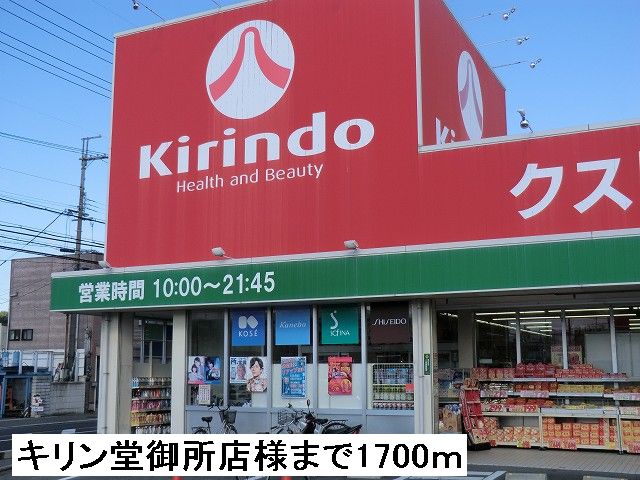 Kirindo
Health and Beauty
クス
営業時間 10:00～21:45
KOSÉ
Kanebo
SOFINA
SHISEIDO
キリン堂御所店様まで1700m